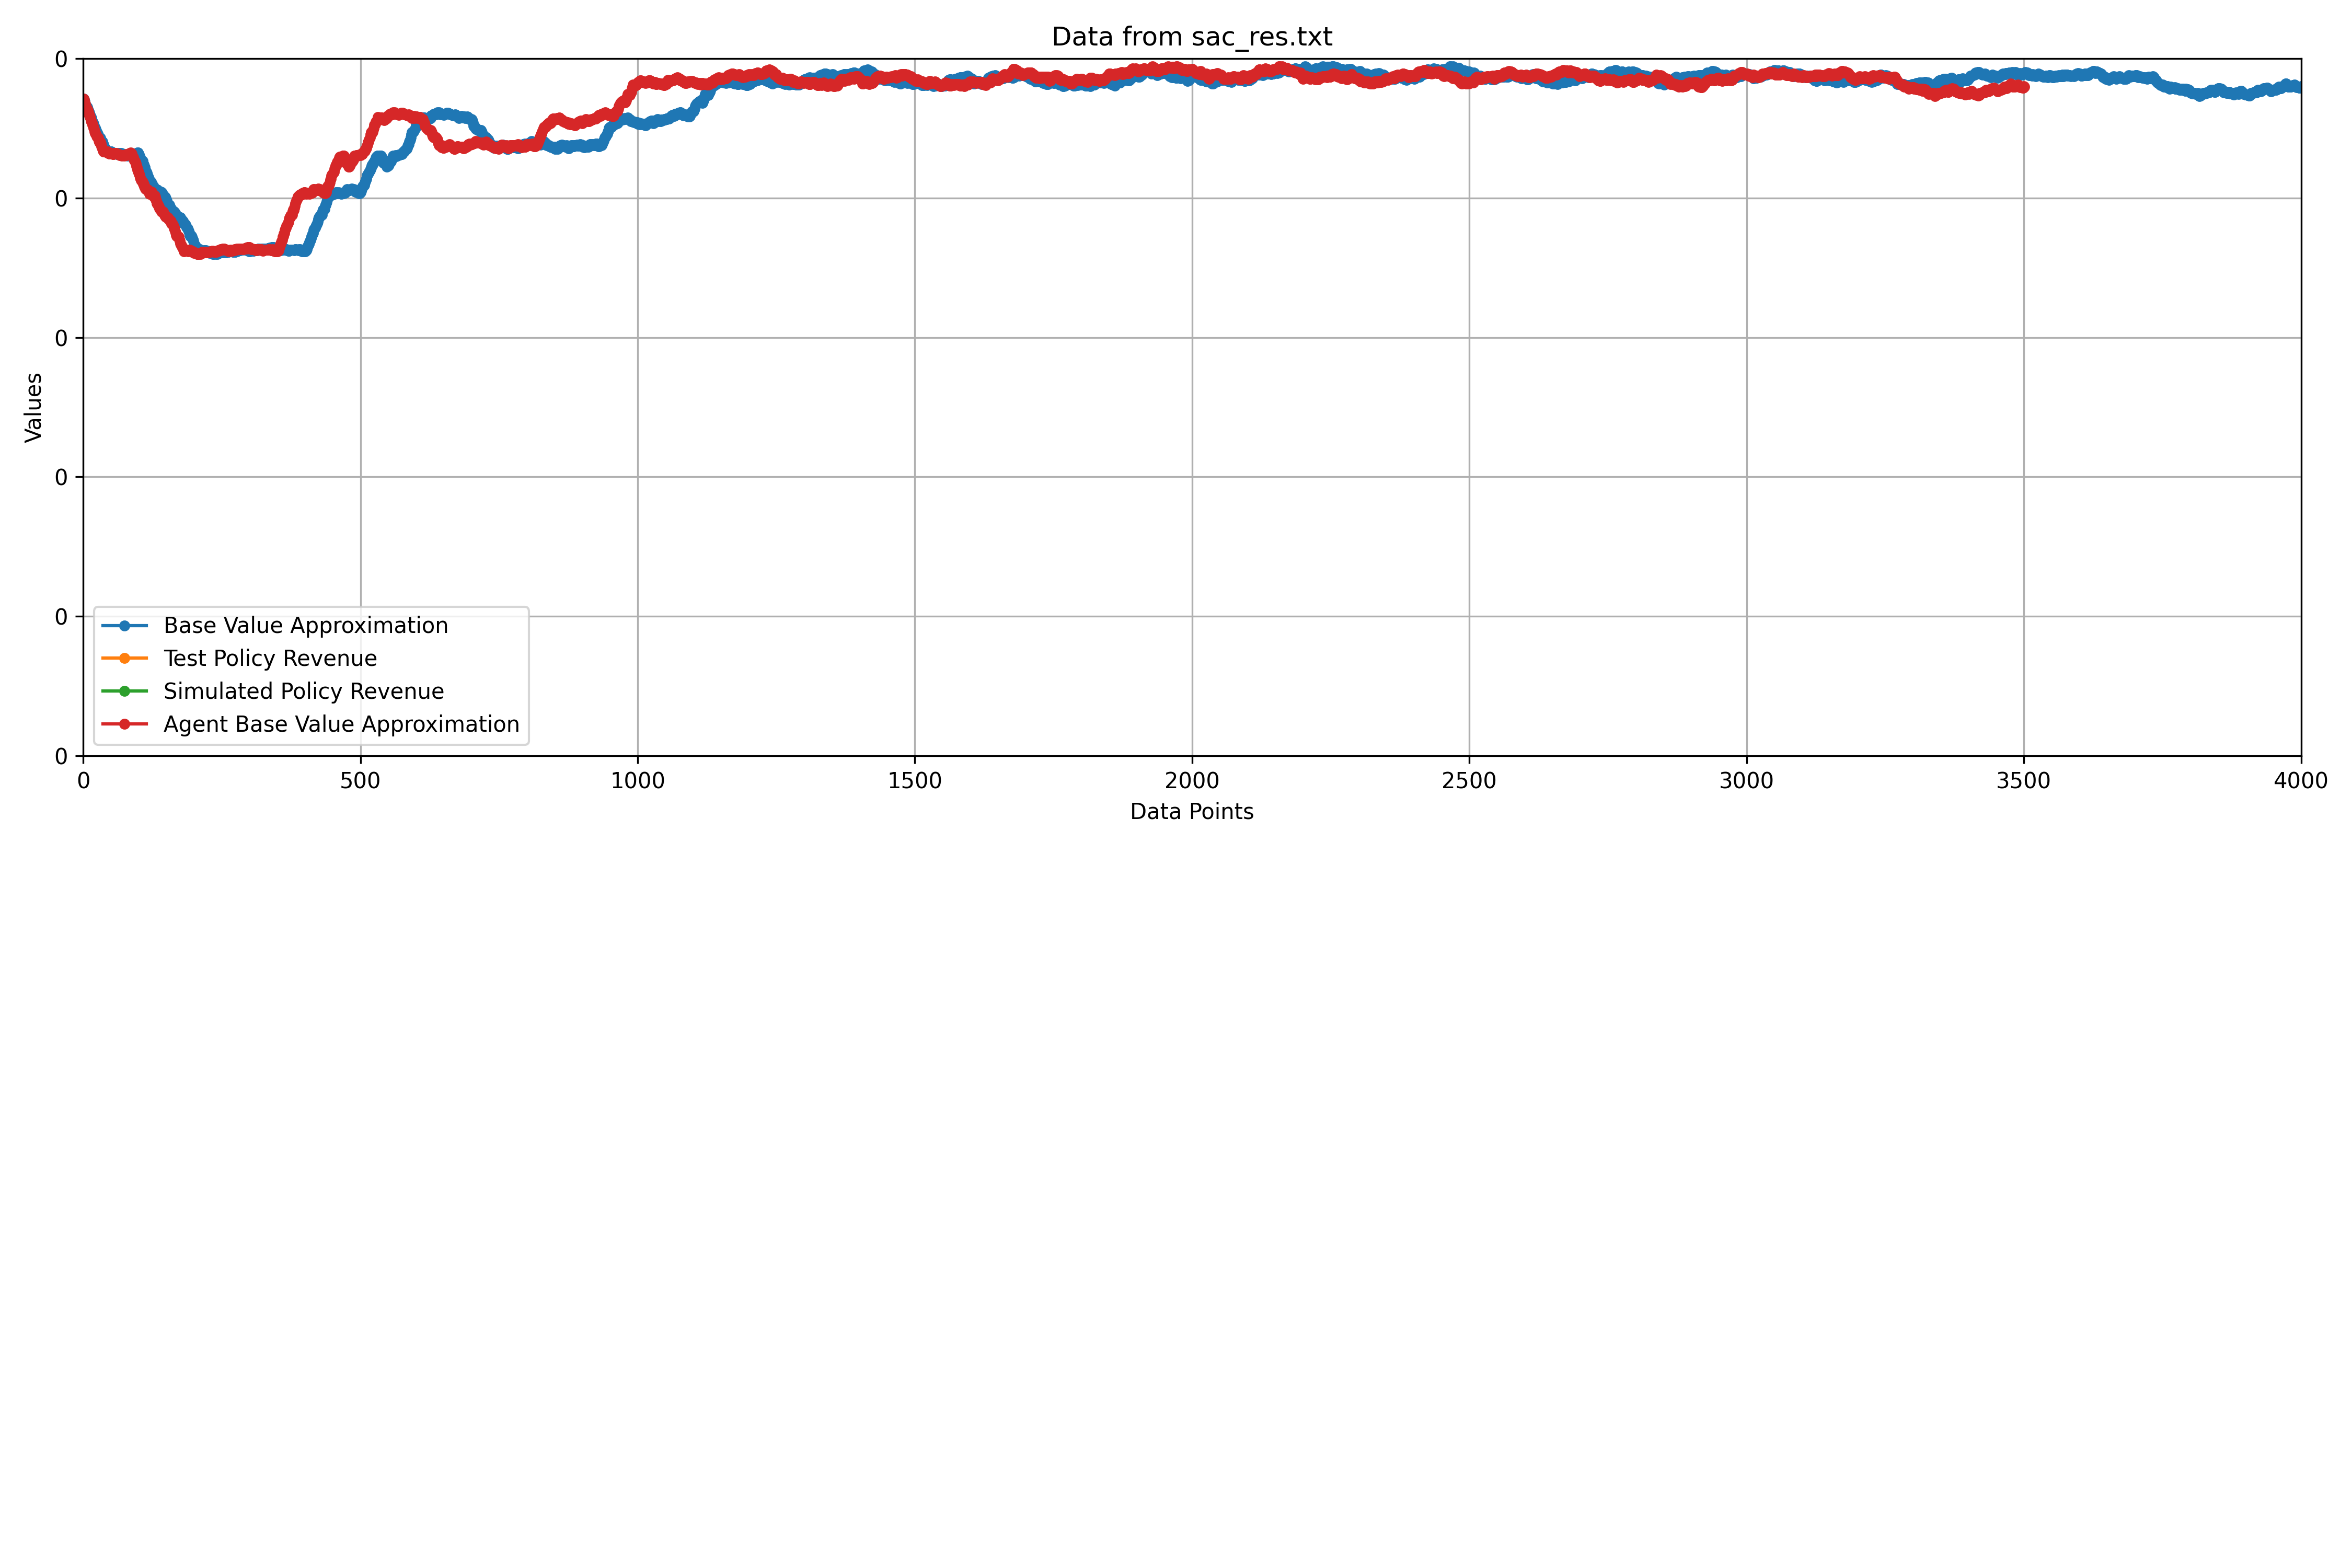 Data from sac_res.txt
0
0
0
0
0
0
Values
Base Value Approximation
Test Policy Revenue
Simulated Policy Revenue
Agent Base Value Approximation
0 500 1000 1500 2000 2500 3000 3500 4000
Data Points